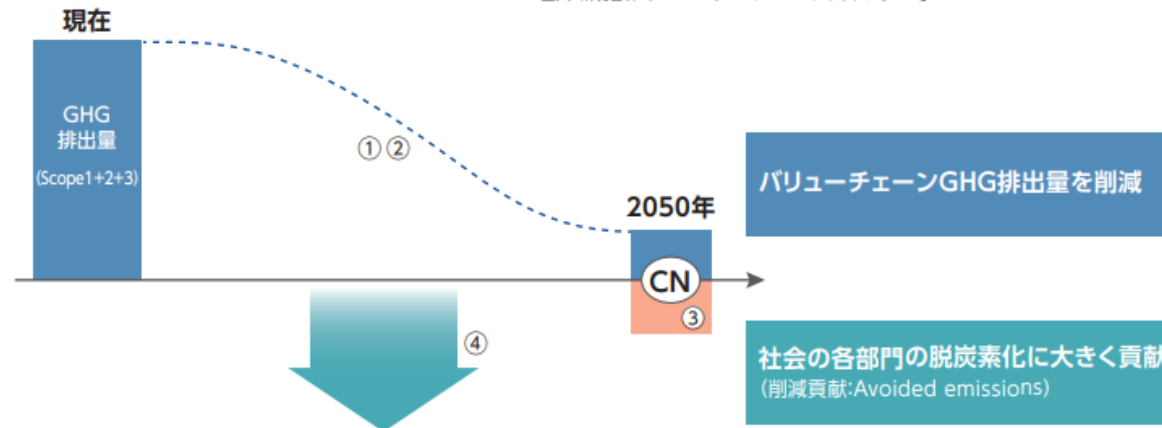 現在
GHG
排出量
(Scope1+2+3)
①②
2050年
CN
③
④
バリューチェーンGHG排出量を削減
社会の各部門の脱炭素化に大きく貢献
(削減貢献:Avoided emissions)